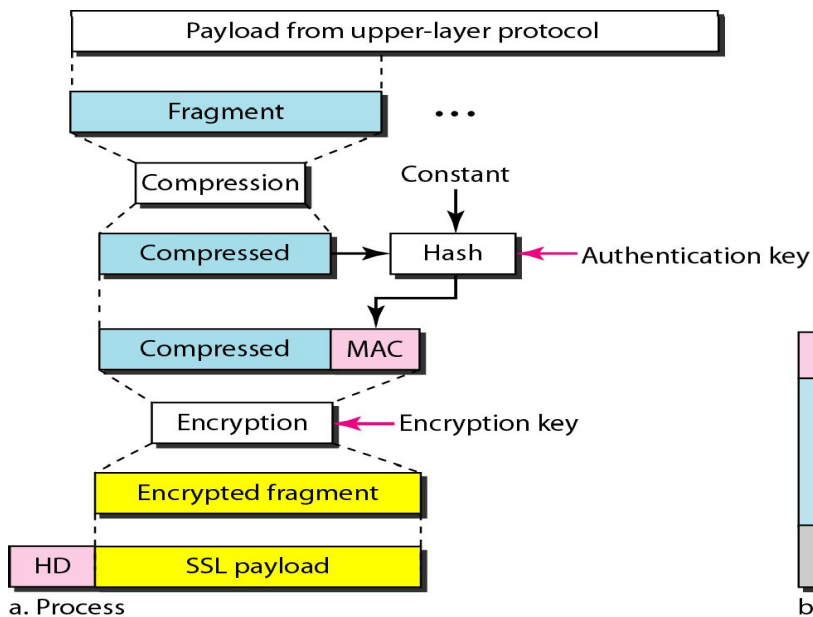 Payload from upper-layer protocol
Fragment
...
Compression
Constant
Compressed
Hash
Authentication key
Compressed
MAC
Encryption
Encryption key
Encrypted fragment
HD
SSL payload
a. Process
b